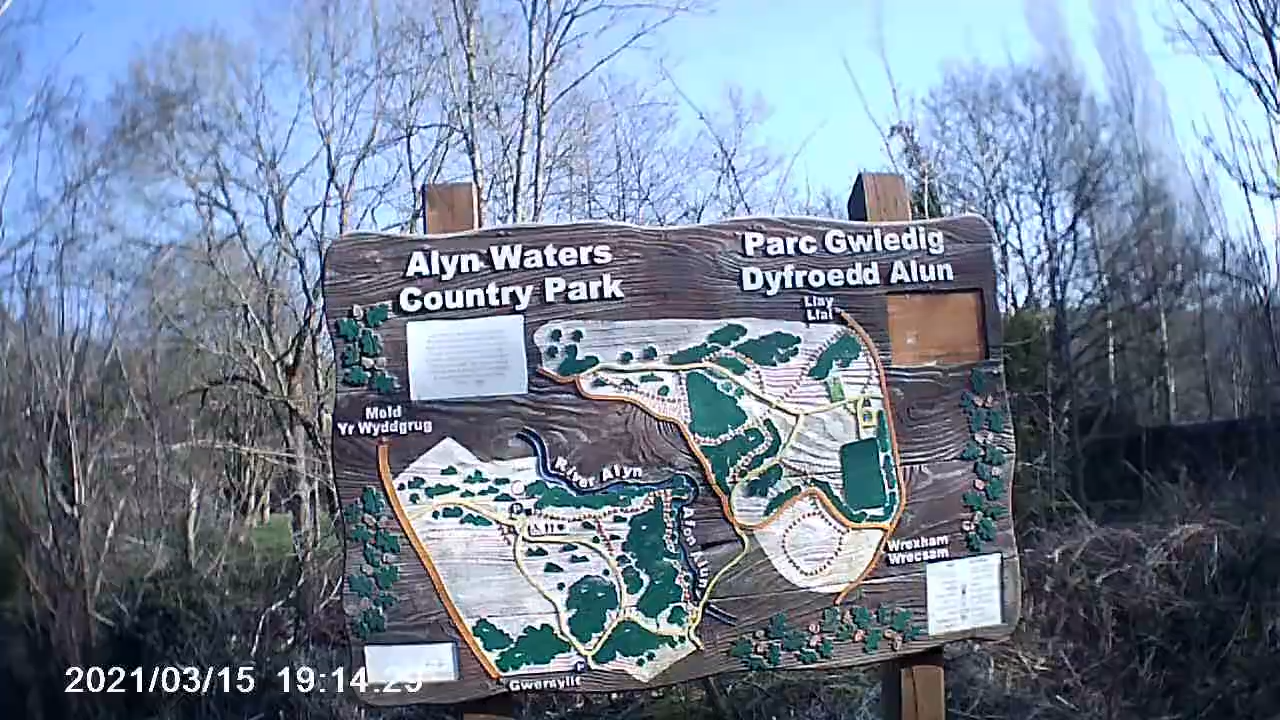 Alyn Waters
Country Park
Parc Gwledig
Dyfroedd Alun
Llay
Llai
Mold
Yr Wyddgrug
River Alyn
P
Afon Alun
Wrexham
Wrecsam
P
Gwersyllt
2021/03/15 19:14:29